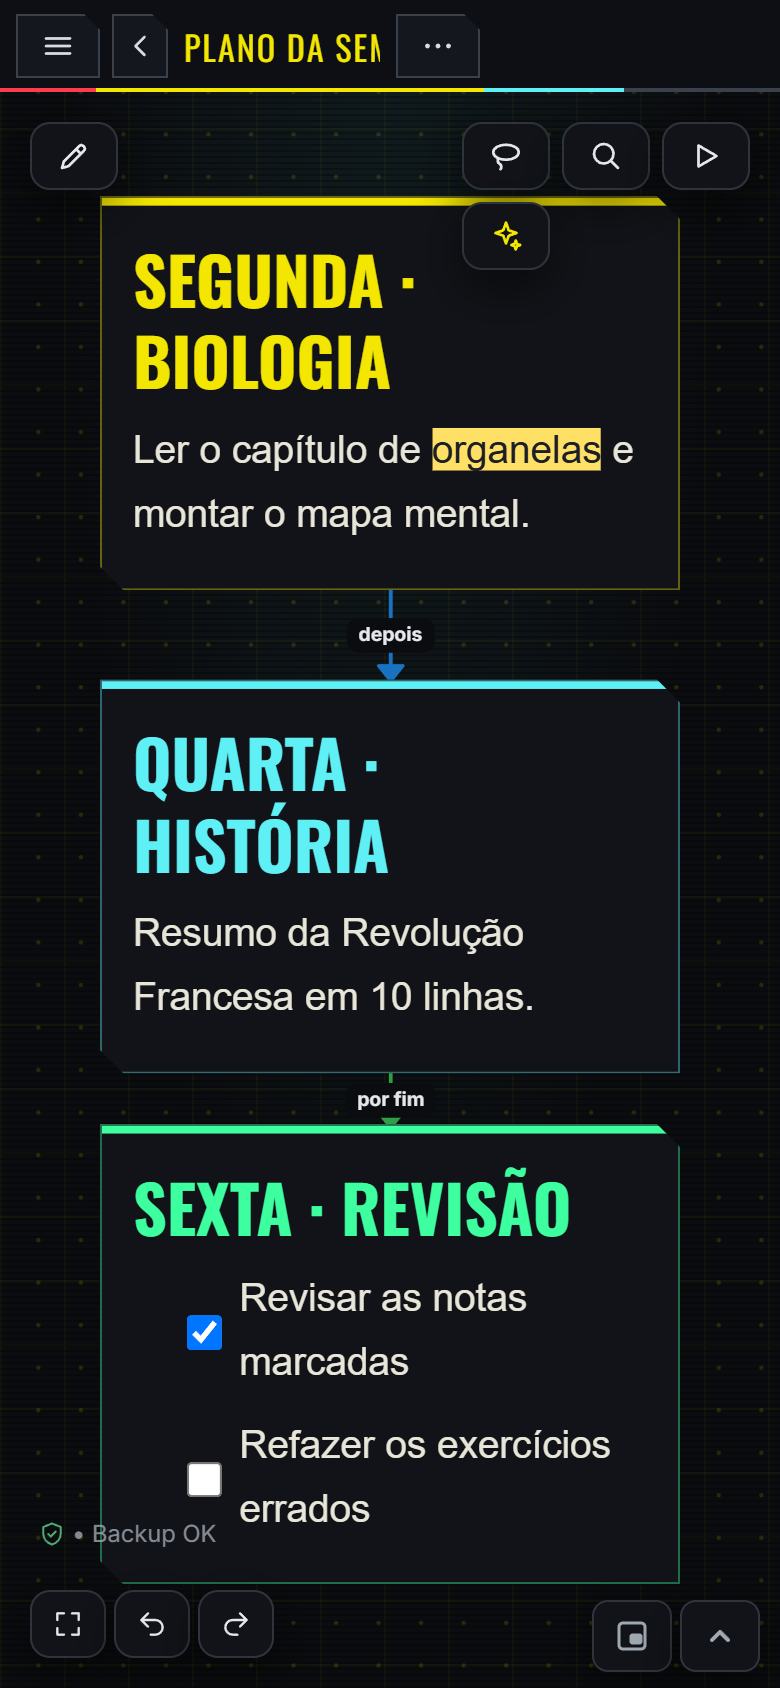 PLANO DA SEM
SEGUNDA ·
BIOLOGIA
Ler o capítulo de organelas e
montar o mapa mental.
depois
QUARTA ·
HISTÓRIA
Resumo da Revolução
Francesa em 10 linhas.
por fim
SEXTA · REVISÃO
Revisar as notas
marcadas
Refazer os exercícios
errados
• Backup OK